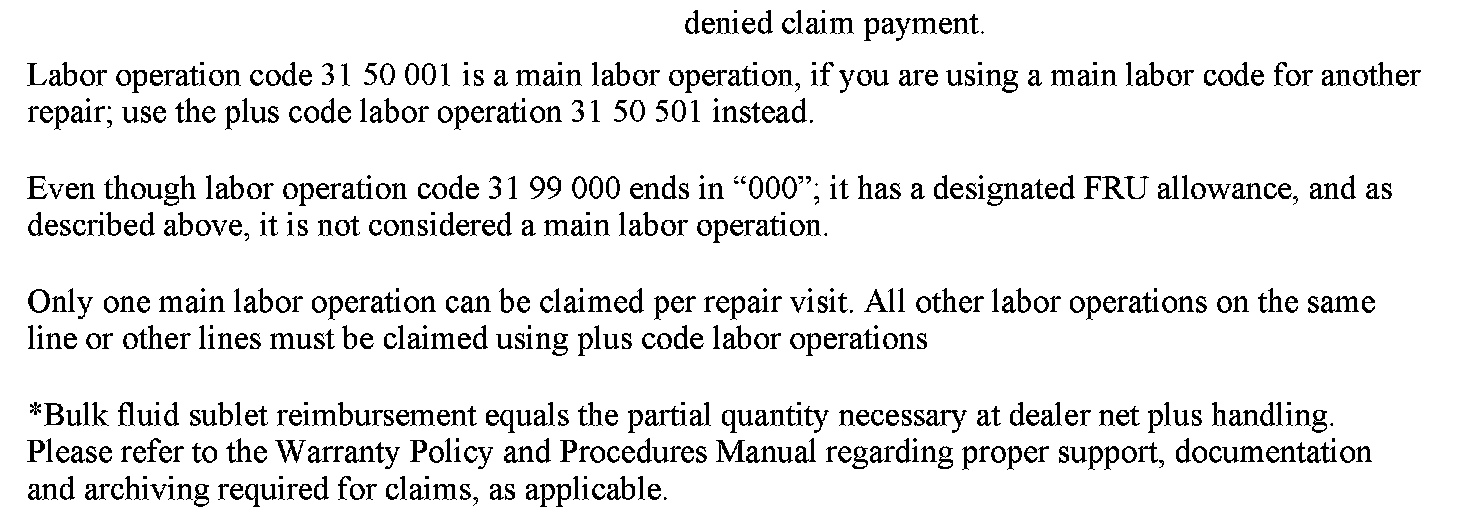 denied claim payment.
Labor operation code 31 50 001 is a main labor operation, if you are using a main labor code for another
repair; use the plus code labor operation 31 50 501 instead.
Even though labor operation code 31 99 000 ends in “000”; it has a designated FRU allowance, and as
described above, it is not considered a main labor operation.
Only one main labor operation can be claimed per repair visit. All other labor operations on the same
line or other lines must be claimed using plus code labor operations
*Bulk fluid sublet reimbursement equals the partial quantity necessary at dealer net plus handling.
Please refer to the Warranty Policy and Procedures Manual regarding proper support, documentation
and archiving required for claims, as applicable.